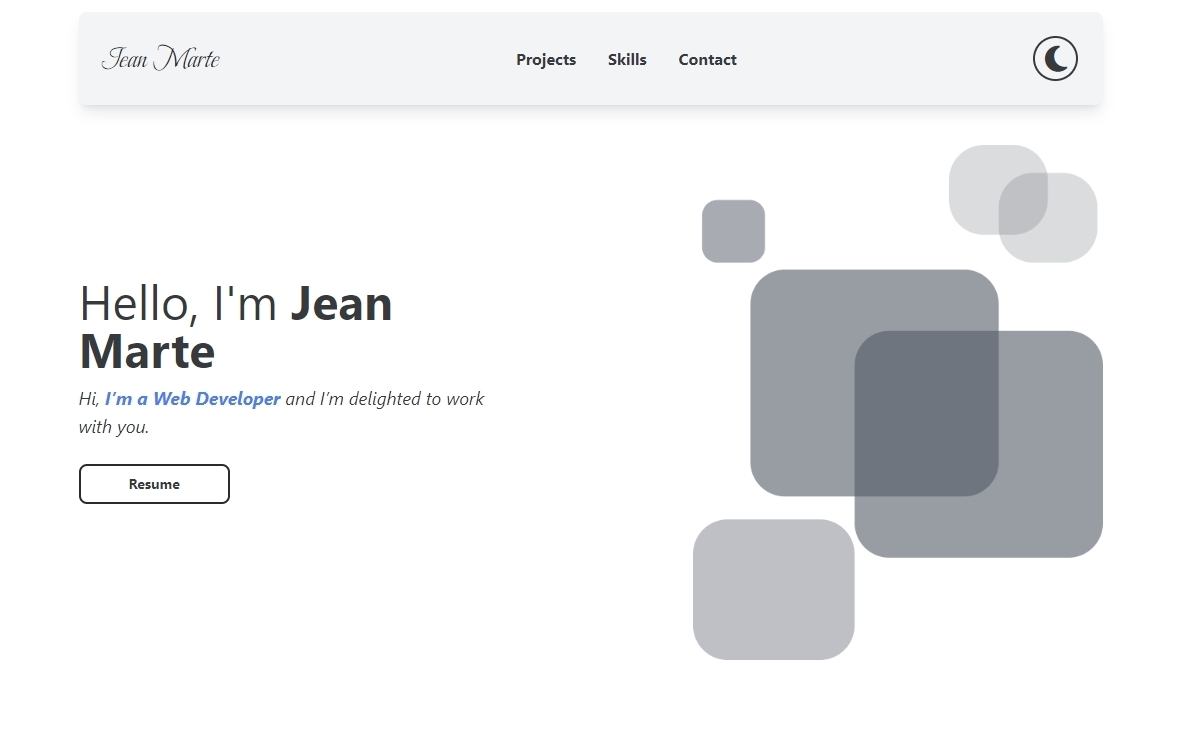 Jean Marte
Projects Skills Contact
Hello, I'm Jean
Marte
Hi, I’m a Web Developer and I’m delighted to work
with you.
Resume